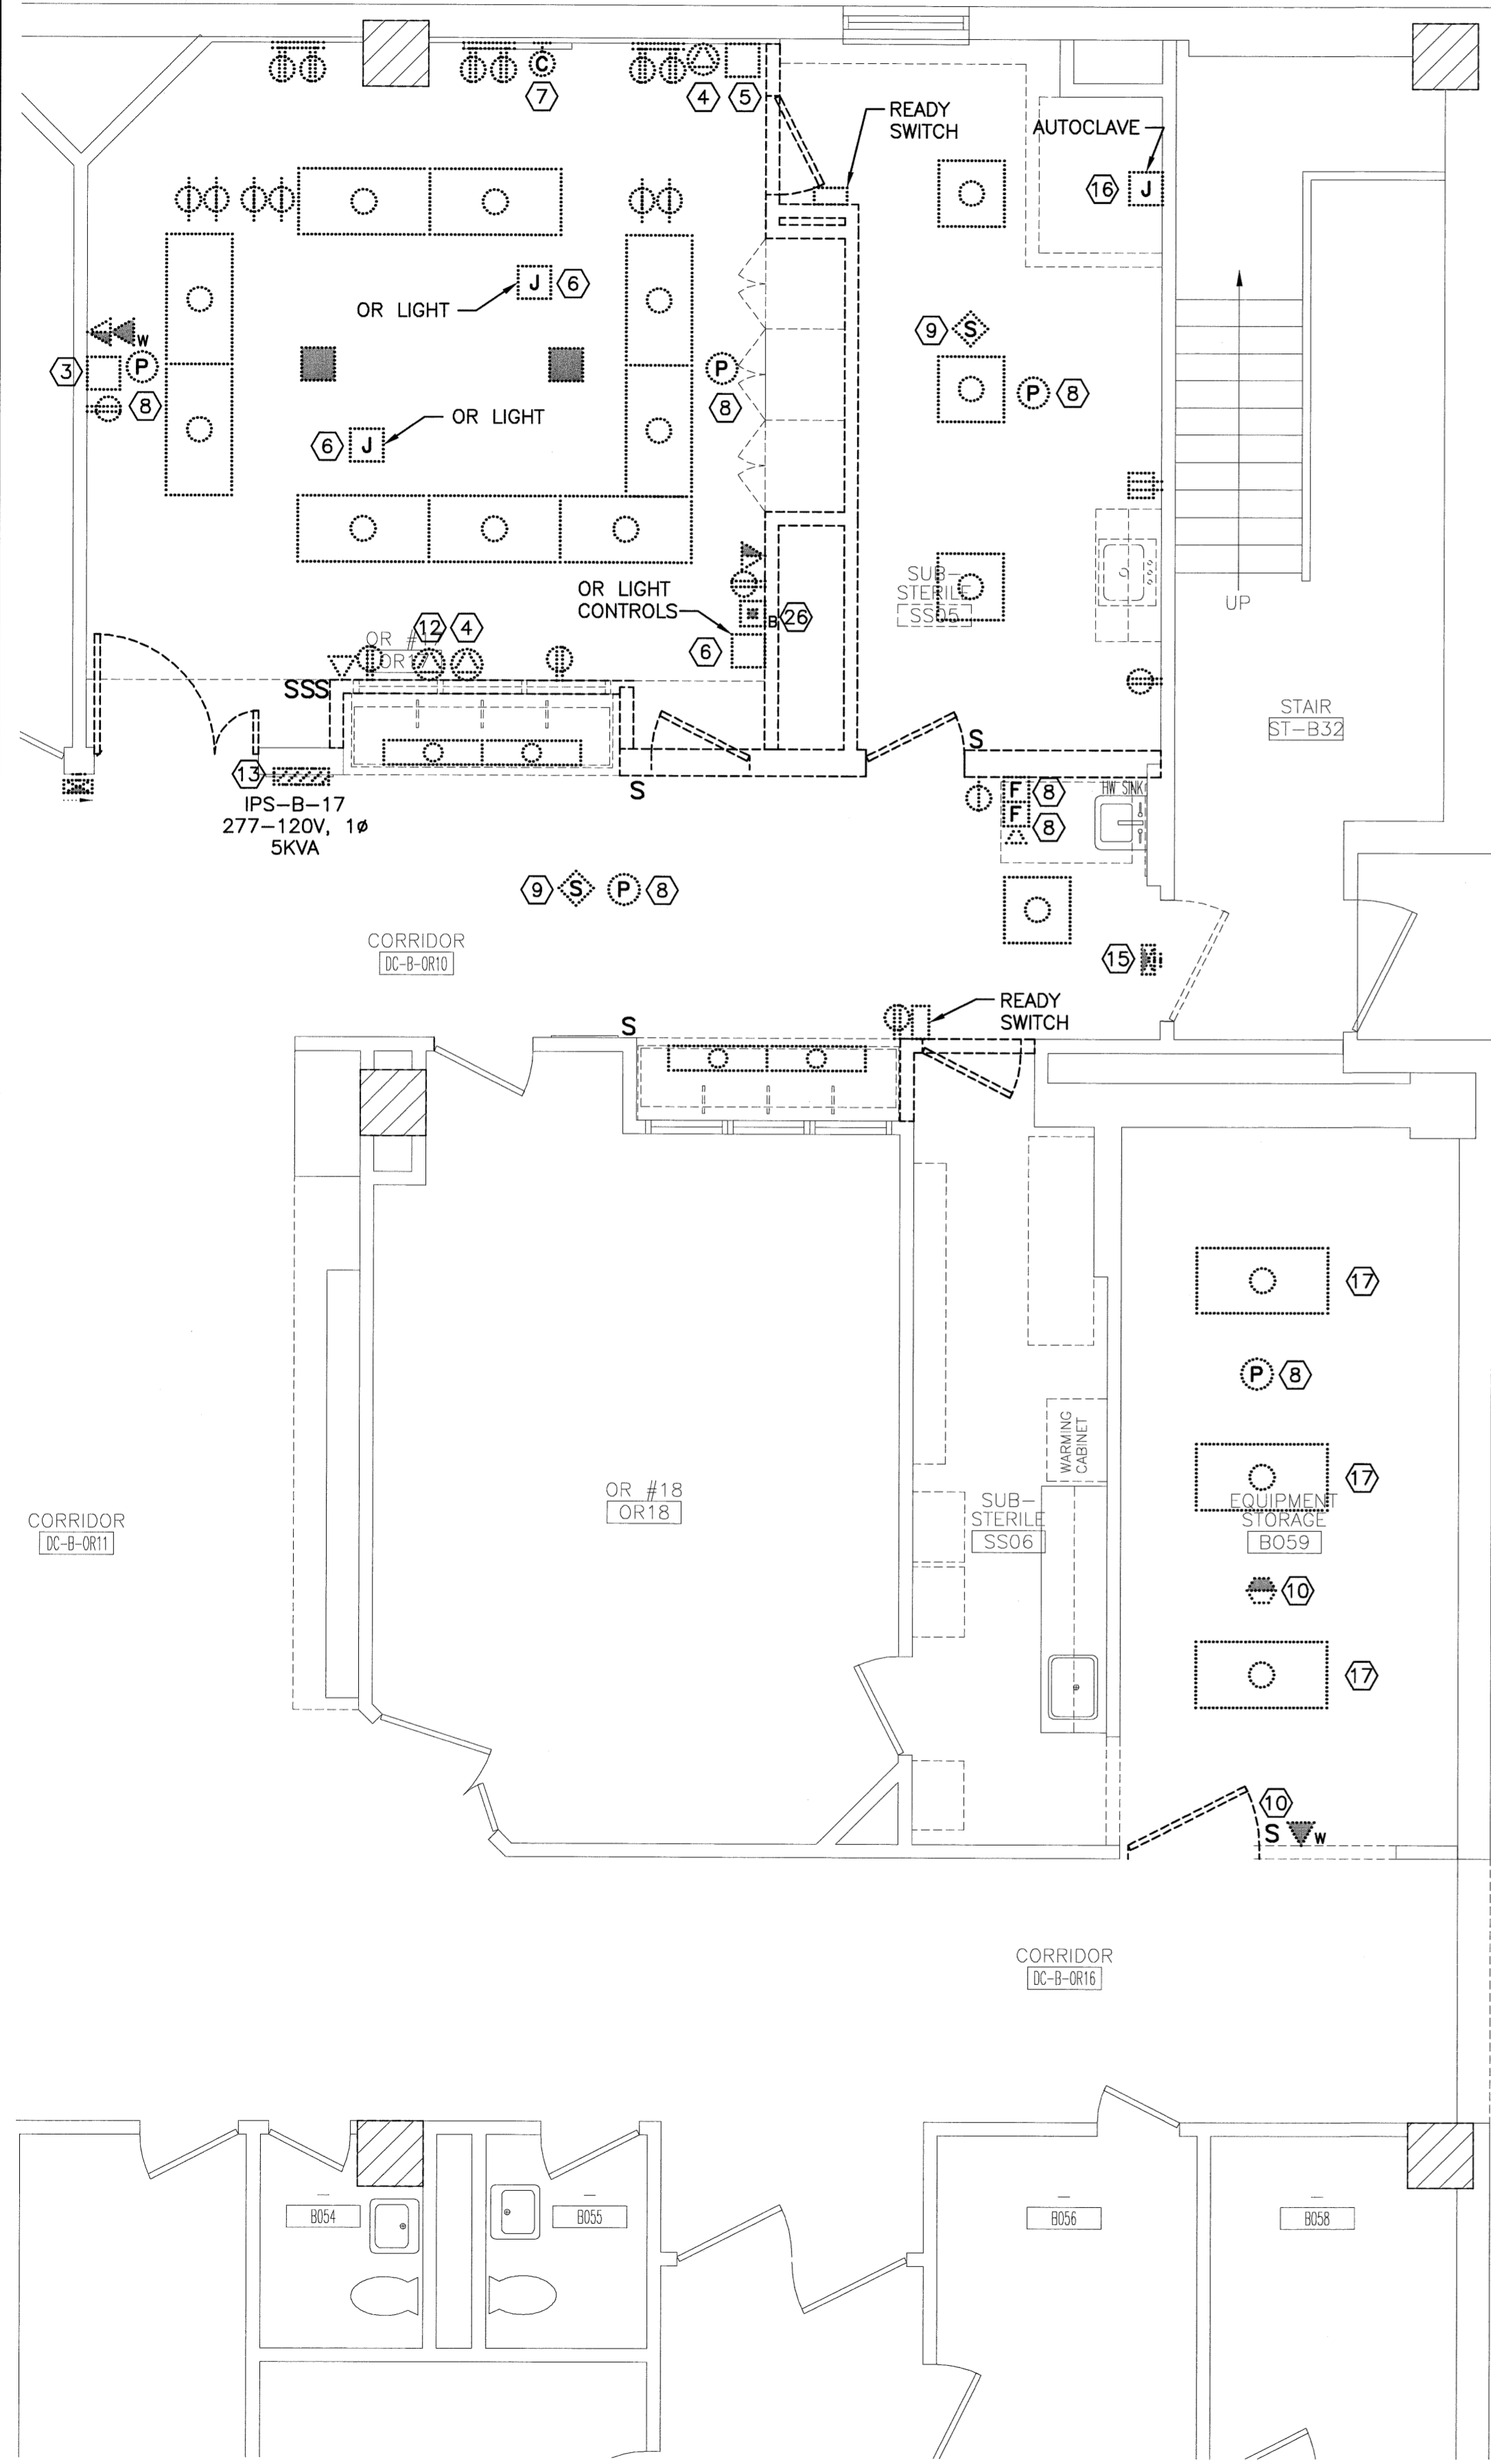 C
7
4
5
READY
SWITCH
AUTOCLAVE
16
J
J
6
OR LIGHT
9
S
W
3
P
8
P
8
P
8
OR LIGHT
6
J
OR LIGHT
CONTROLS
B
26
6
SUB-
STERILE
SS05
UP
12
4
OR #17
OR17
SSS
STAIR
ST-B32
S
S
13
IPS-B-17
277-120V, 1ø
5KVA
F
8
F
8
HW SINK
9
S
P
8
CORRIDOR
DC-B-OR10
15
READY
SWITCH
S
17
P
8
WARMING
CABINET
17
OR #18
OR18
SUB-
STERILE
SS06
EQUIPMENT
STORAGE
B059
CORRIDOR
DC-B-OR11
10
17
10
S
W
CORRIDOR
DC-B-OR16
B054
B055
B056
B058